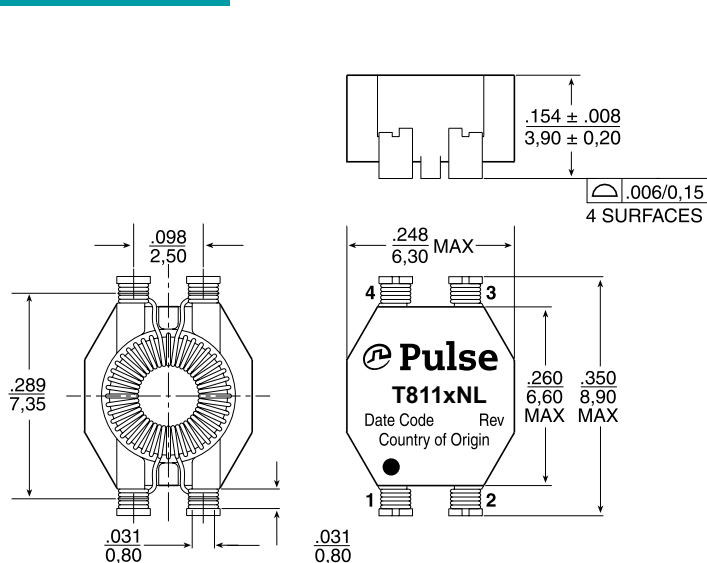 .154 ± .008
3,90 ± 0,20
.006/0,15
4 SURFACES
.098
2,50
.248
6,30
MAX
4
3
Pulse
T811xNL
Date Code Rev
Country of Origin
.289
7,35
.260
6,60
MAX
.350
8,90
MAX
1
2
.031
0,80
.031
0,80